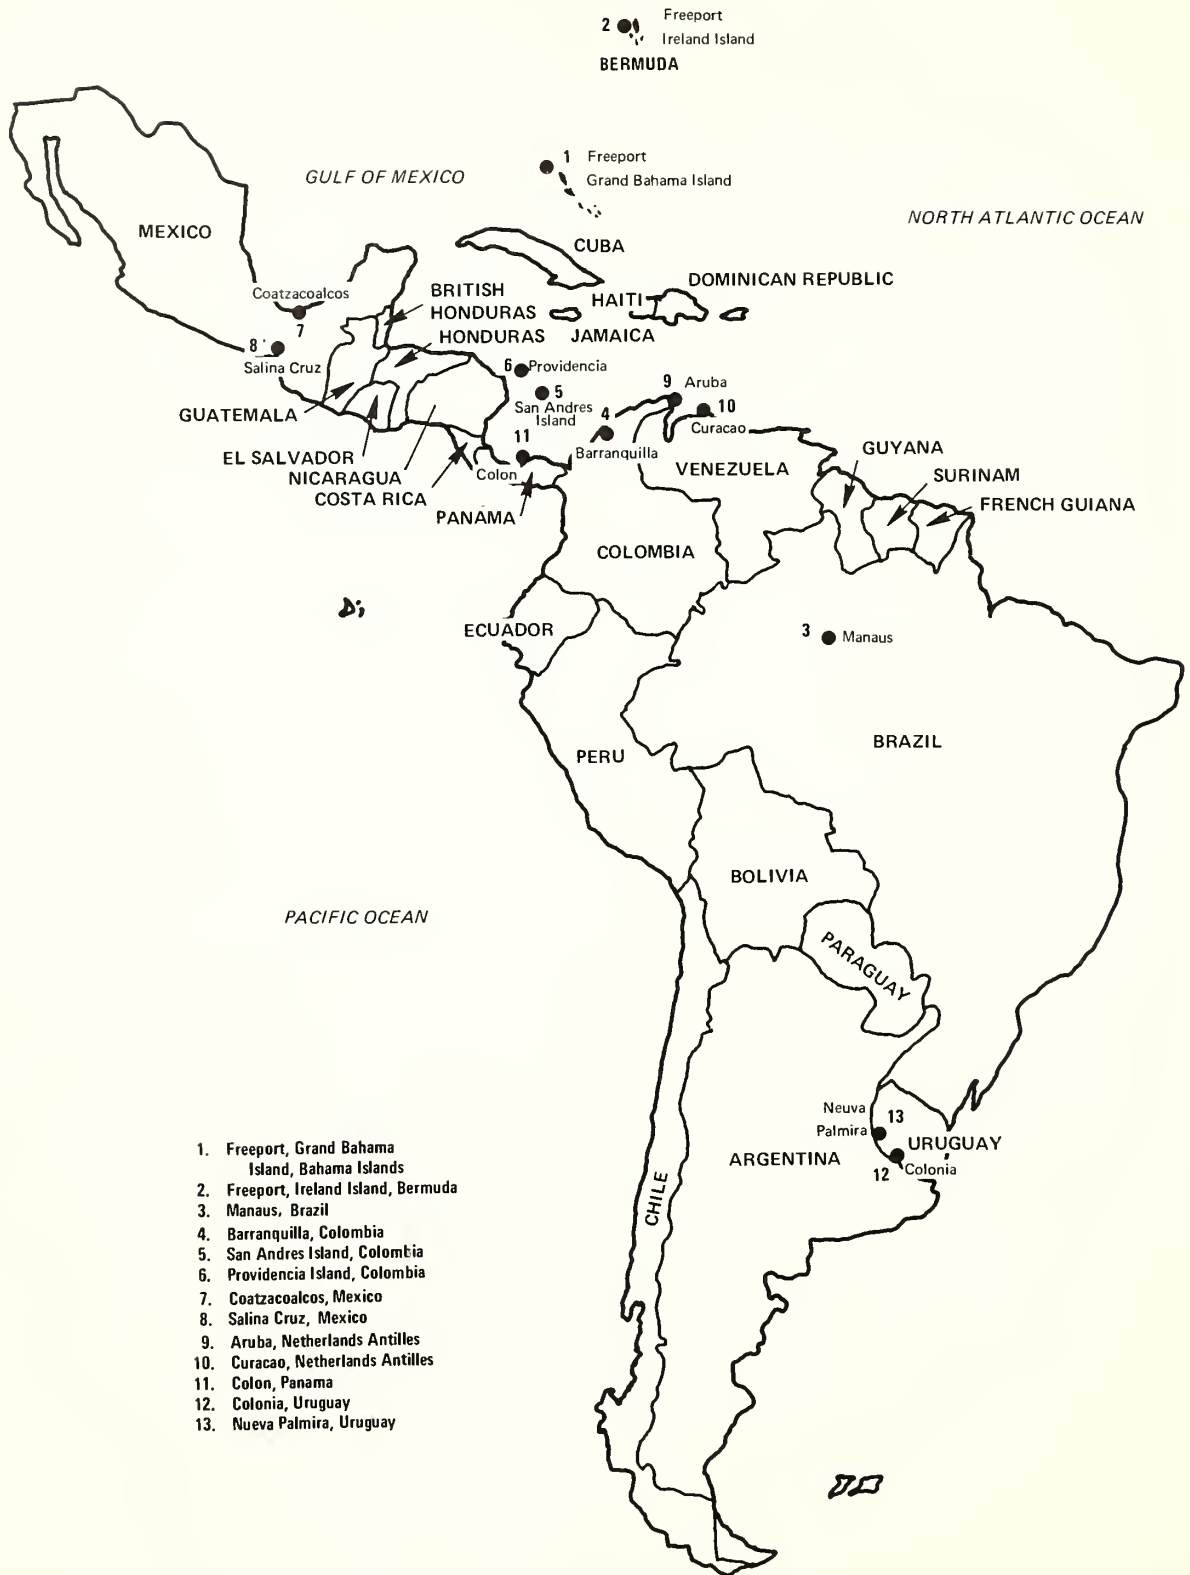 2 Freeport
Ireland Island
BERMUDA
1 Freeport
Grand Bahama Island
GULF OF MEXICO
NORTH ATLANTIC OCEAN
MEXICO
CUBA
DOMINICAN REPUBLIC
Coatzacoalcos
7
BRITISH
HONDURAS
HAITI
HONDURAS
JAMAICA
8
Salina Cruz
6 Providencia
5
San Andres
Island
9 Aruba
10
Curacao
4
Barranquilla
GUATEMALA
11
Colon
EL SALVADOR
NICARAGUA
COSTA RICA
PANAMA
VENEZUELA
GUYANA
SURINAM
FRENCH GUIANA
COLOMBIA
ECUADOR
3 Manaus
BRAZIL
PERU
BOLIVIA
PACIFIC OCEAN
PARAGUAY
Neuva
Palmira
13
URUGUAY
12 Colonia
ARGENTINA
CHILE
1. Freeport, Grand Bahama
Island, Bahama Islands
2. Freeport, Ireland Island, Bermuda
3. Manaus, Brazil
4. Barranquilla, Colombia
5. San Andres Island, Colombia
6. Providencia Island, Colombia
7. Coatzacoalcos, Mexico
8. Salina Cruz, Mexico
9. Aruba, Netherlands Antilles
10. Curacao, Netherlands Antilles
11. Colon, Panama
12. Colonia, Uruguay
13. Nueva Palmira, Uruguay